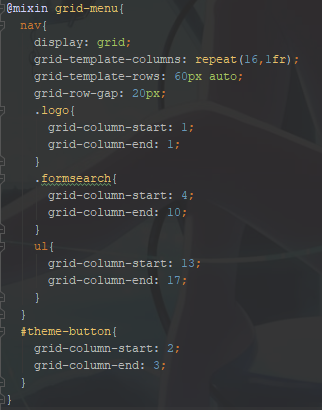 @mixin grid-menu{
  nav{
    display: grid;
    grid-template-columns: repeat(16,1fr);
    grid-template-rows: 60px auto;
    grid-row-gap: 20px;
    .logo{
      grid-column-start: 1;
      grid-column-end: 1;
    }
    .formsearch{
      grid-column-start: 4;
      grid-column-end: 10;
    }
    ul{
      grid-column-start: 13;
      grid-column-end: 17;
    }
  }
  #theme-button{
    grid-column-start: 2;
    grid-column-end: 3;
  }
}